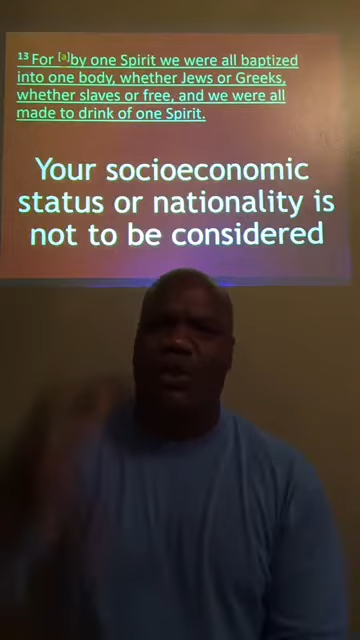 13 For [a]by one Spirit we were all baptized
into one body, whether Jews or Greeks,
whether slaves or free, and we were all
made to drink of one Spirit.
Your socioeconomic
status or nationality is
not to be considered